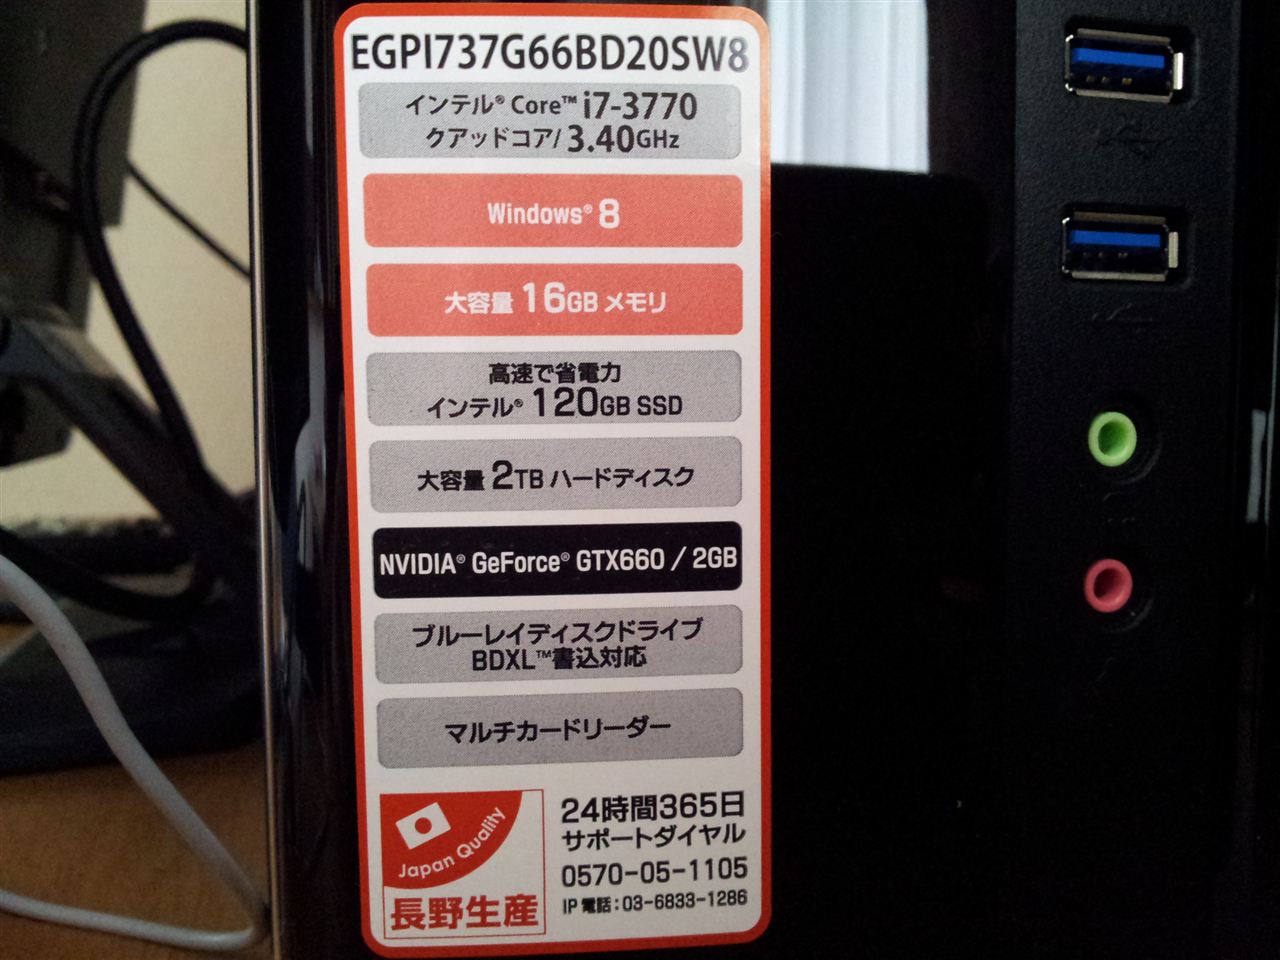 EGPI737G66BD20SW8
インテル® Core™ i7-3770
クアッドコア/ 3.40GHz
Windows® 8
大容量 16GB メモリ
高速で省電力
インテル® 120GB SSD
大容量 2TB ハードディスク
NVIDIA® GeForce® GTX660 / 2GB
ブルーレイディスクドライブ
BDXL™書込対応
マルチカードリーダー
Japan Quality
長野生産
24時間365日
サポートダイヤル
0570-05-1105
IP電話:03-6833-1286